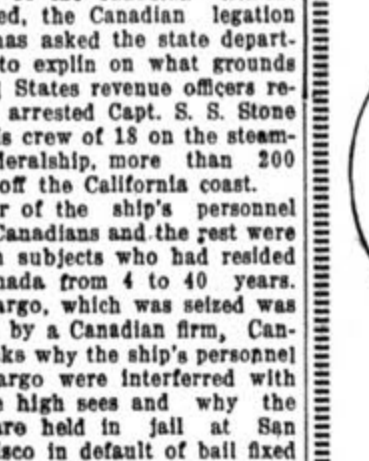 ed, the Canadian legation
has asked the state depart-
to explin on what grounds
States revenue officers re-
arrested Capt. S. S. Stone
s crew of 18 on the steam-
deralship, more than 200
off the California coast.
r of the ship's personnel
Canadians and the rest were
subjects who had resided
nada from 4 to 40 years.
argo, which was seized was
by a Canadian firm, Can-
ks why the ship's personnel
argo were interferred with
e high sees and why the
are held in jail at San
isco in default of bail fixed